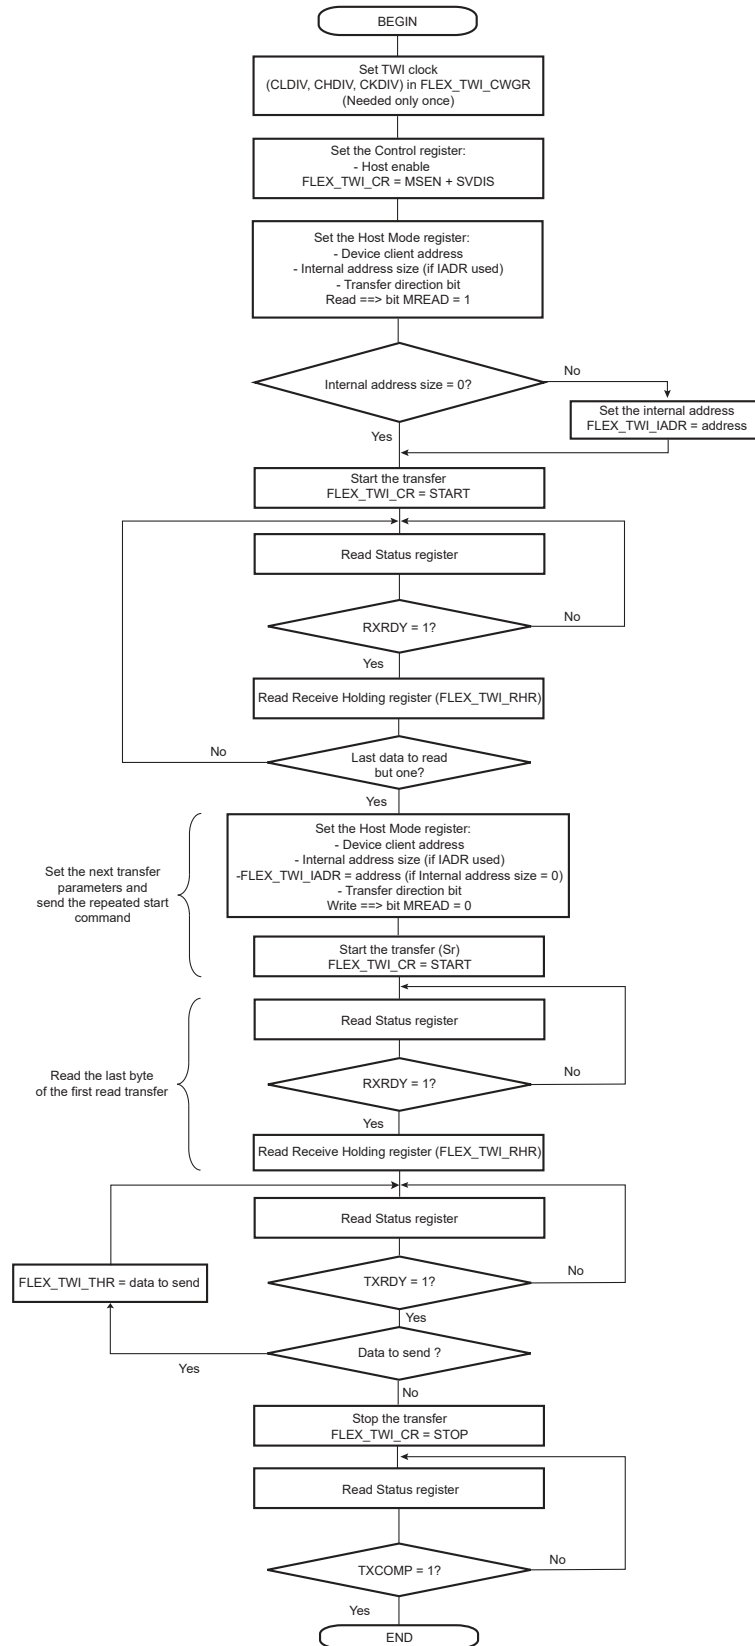 BEGIN
Set TWI clock
(CLDIV, CHDIV, CKDIV) in FLEX_TWI_CWGR
(Needed only once)
Set the Control register:
- Host enable
FLEX_TWI_CR = MSEN + SVDIS
Set the Host Mode register:
- Device client address
- Internal address size (if IADR used)
- Transfer direction bit
Read ==> bit MREAD = 1
Internal address size = 0?
No
Set the internal address
FLEX_TWI_IADR = address
Yes
Start the transfer
FLEX_TWI_CR = START
Read Status register
RXRDY = 1?
No
Yes
Read Receive Holding register (FLEX_TWI_RHR)
No
Last data to read
but one?
Yes
Set the next transfer
parameters and
send the repeated start
command
Set the Host Mode register:
- Device client address
- Internal address size (if IADR used)
-FLEX_TWI_IADR = address (if Internal address size = 0)
- Transfer direction bit
Write ==> bit MREAD = 0
Start the transfer (Sr)
FLEX_TWI_CR = START
Read the last byte
of the first read transfer
Read Status register
RXRDY = 1?
No
Yes
Read Receive Holding register (FLEX_TWI_RHR)
Read Status register
FLEX_TWI_THR = data to send
TXRDY = 1?
No
Yes
Data to send ?
Yes
No
Stop the transfer
FLEX_TWI_CR = STOP
Read Status register
TXCOMP = 1?
No
Yes
END